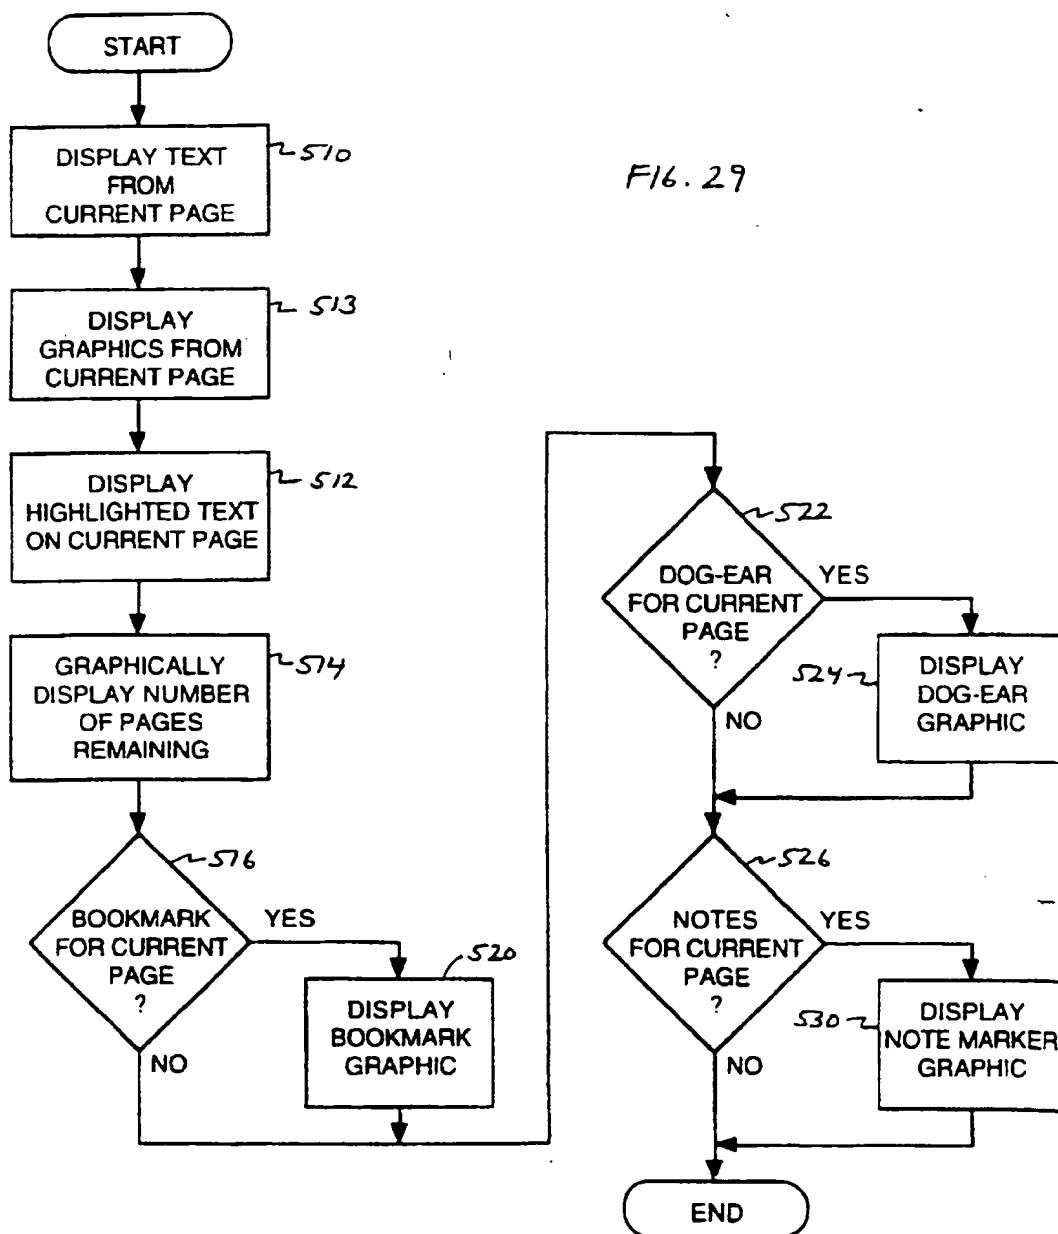 START
DISPLAY TEXT
FROM
CURRENT PAGE
510
FIG. 29
DISPLAY
GRAPHICS FROM
CURRENT PAGE
513
DISPLAY
HIGHLIGHTED TEXT
ON CURRENT PAGE
512
GRAPHICALLY
DISPLAY NUMBER
OF PAGES
REMAINING
514
BOOKMARK
FOR CURRENT
PAGE
?
516
YES
NO
DISPLAY
BOOKMARK
GRAPHIC
520
DOG-EAR
FOR CURRENT
PAGE
?
522
YES
NO
DISPLAY
DOG-EAR
GRAPHIC
524
NOTES
FOR CURRENT
PAGE
?
526
YES
NO
DISPLAY
NOTE MARKER
GRAPHIC
530
END